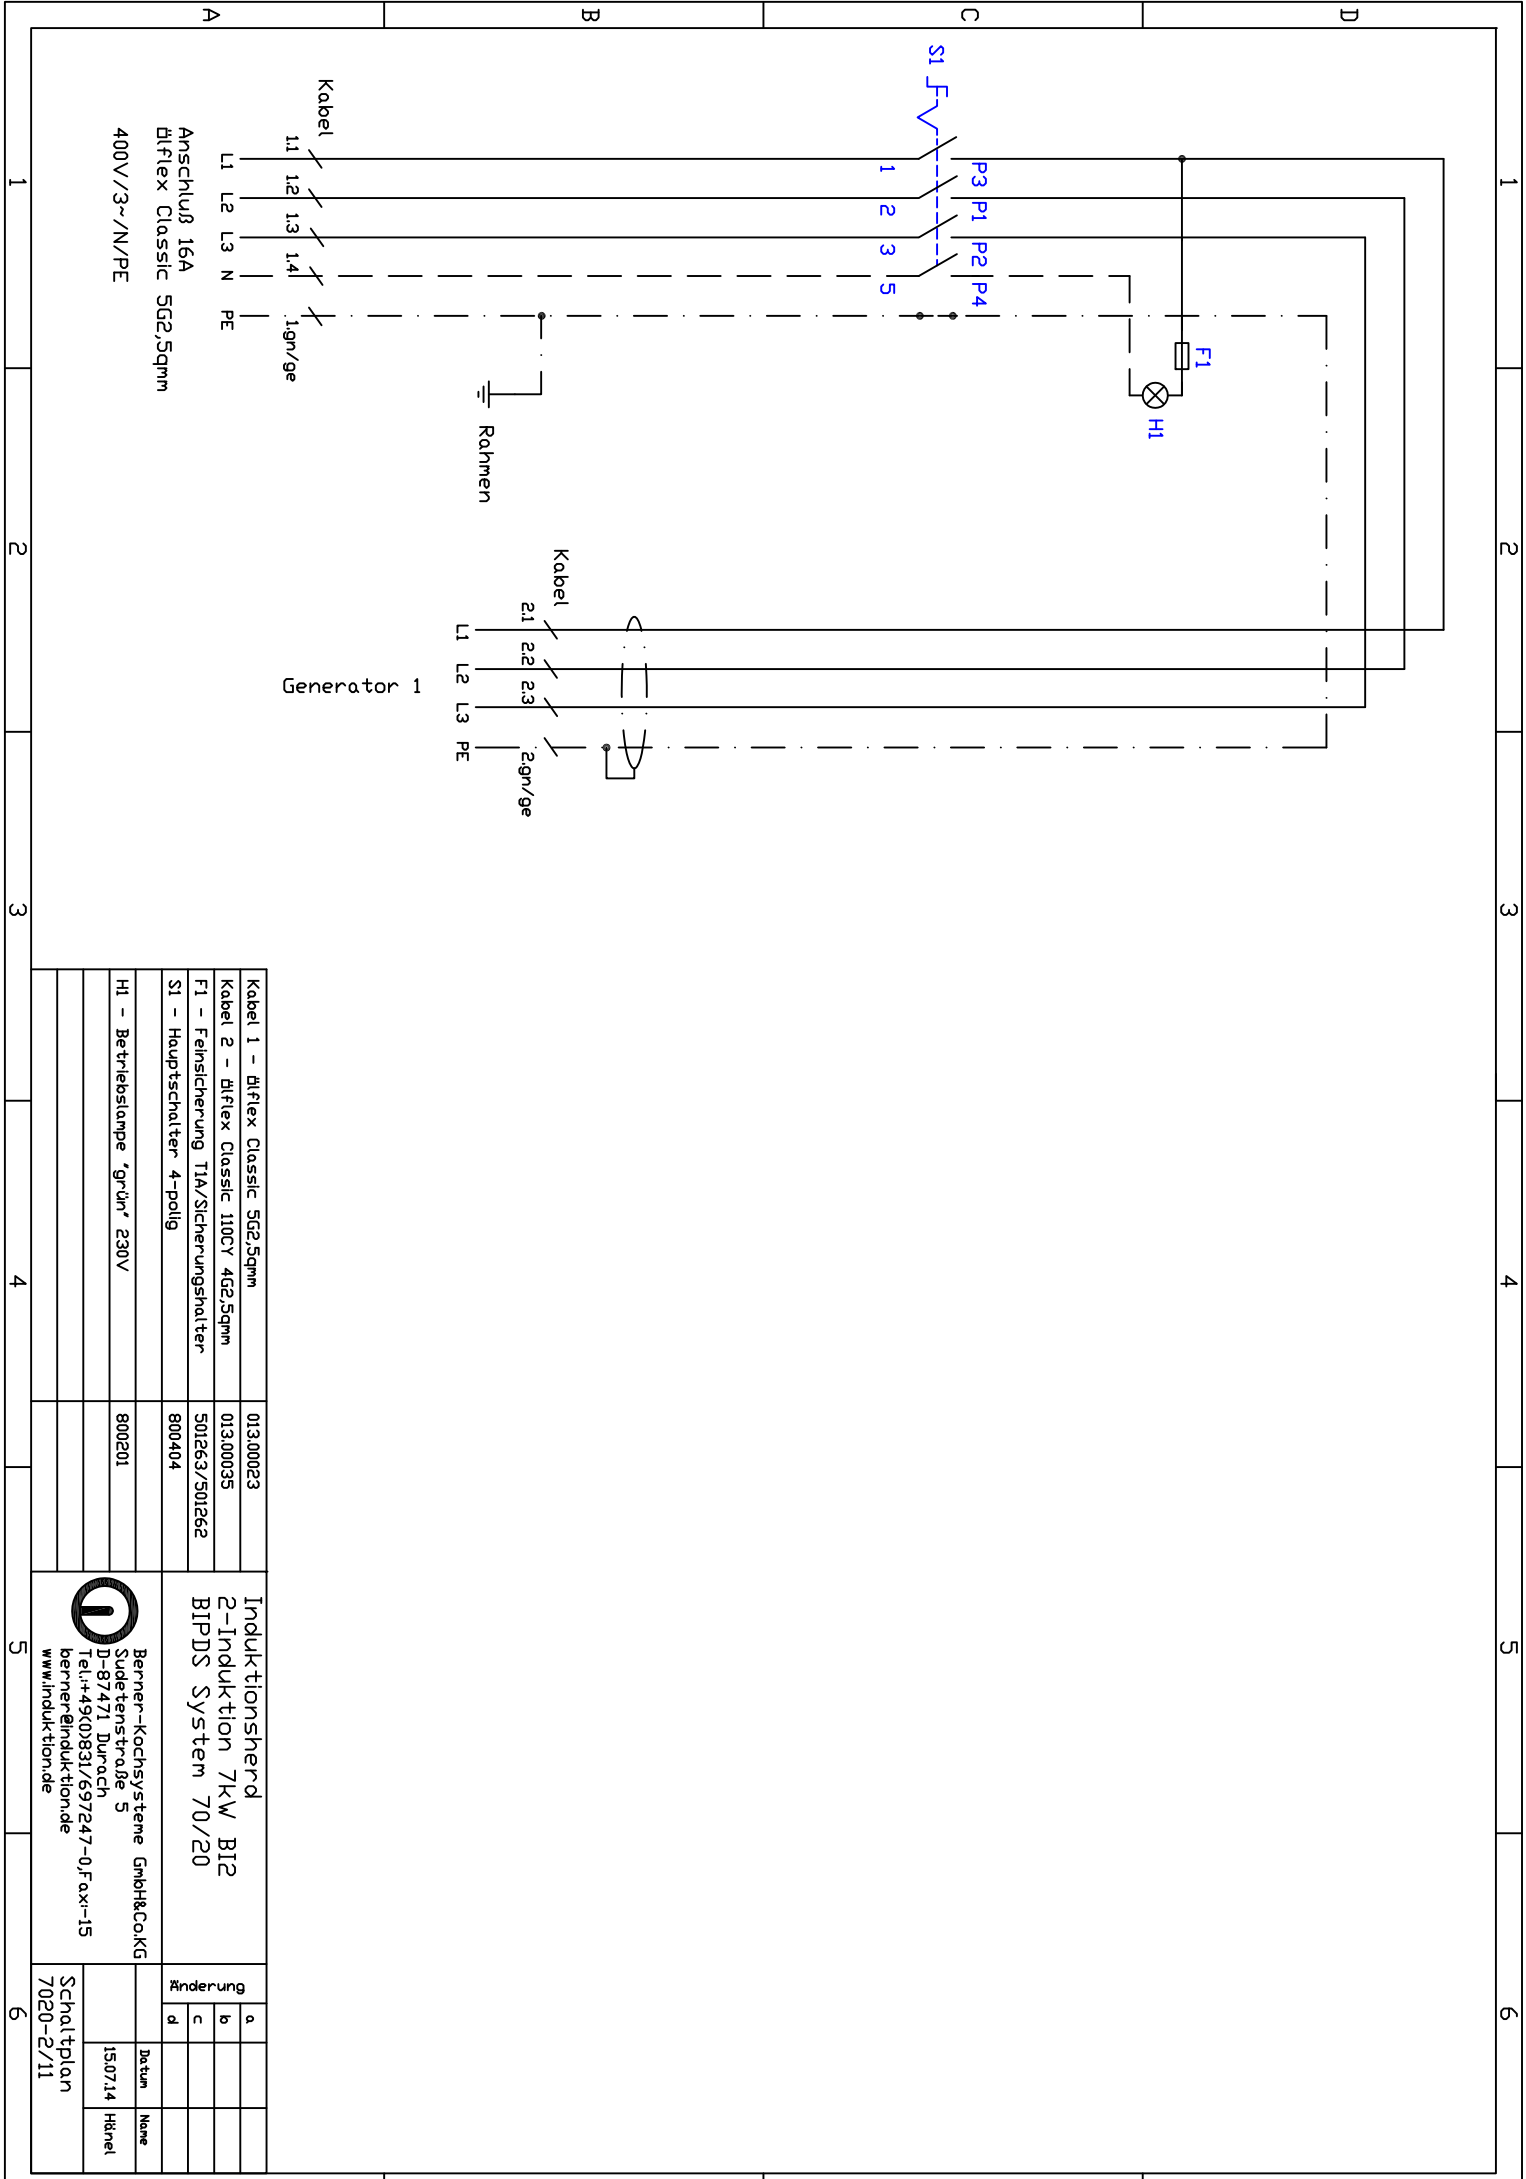 1
2
3
4
5
6
D
C
B
A
S1
P3
P1
P2
P4
1
2
3
5
F1
H1
Kabel
1.1
1.2
1.3
1.4
1.gn/ge
L1
L2
L3
N
PE
Anschluß 16A
ölflex Classic 5G2,5qmm
400V/3~/N/PE
Rahmen
Kabel
2.1
2.2
2.3
2.gn/ge
L1
L2
L3
PE
Generator 1
Kabel 1 - ölflex Classic 5G2,5qmm 013.00023
Kabel 2 - ölflex Classic 110CY 4G2,5qmm 013.00035
F1 - Feinsicherung T1A/Sicherungshalter 501263/501262
S1 - Hauptschalter 4-polig 800404
H1 - Betriebslampe "grün" 230V 800201
Induktionsherd
2-Induktion 7kW BI2
BIPDS System 70/20
Berner-Kochsysteme GmbH&Co.KG
Sudetenstraße 5
D-87471 Durach
Tel.:+49(0)831/697247-0,Fax:-15
berner@induktion.de
www.induktion.de
Änderung
a
b
c
d
Datum Name
15.07.14 Hänel
Schaltplan
7020-2/11
1
2
3
4
5
6